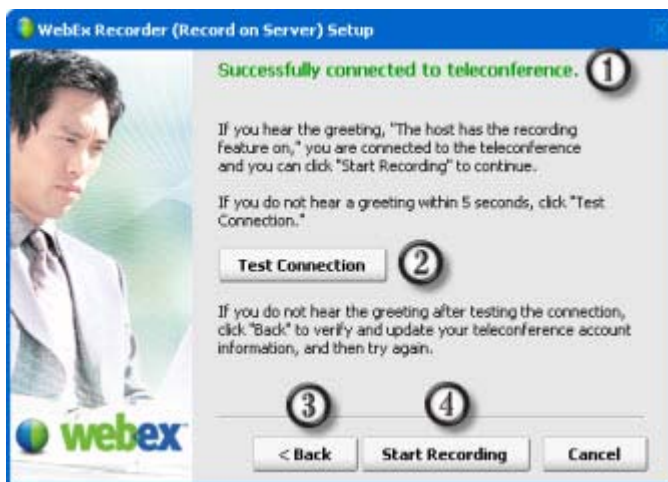 WebEx Recorder (Record on Server) Setup
Successfully connected to teleconference. 1
If you hear the greeting, "The host has the recording
feature on," you are connected to the teleconference
and you can click "Start Recording" to continue.
If you do not hear a greeting within 5 seconds, click "Test
Connection."
Test Connection 2
If you do not hear the greeting after testing the connection,
click "Back" to verify and update your teleconference account
information, and then try again.
3 4
webex
< Back Start Recording Cancel